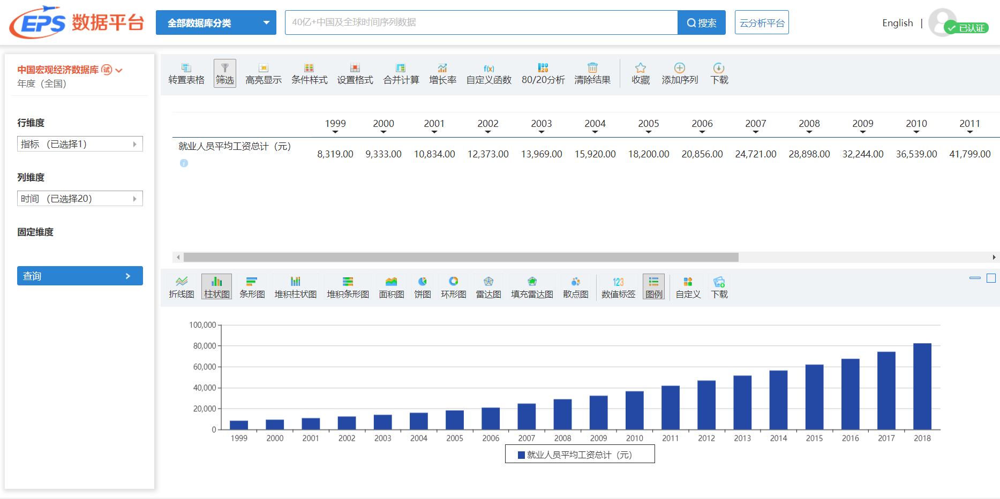 EPS 数据平台
全部数据库分类
40亿+中国及全球时间序列数据
搜索
云分析平台
English |
已认证
中国宏观经济数据库 试
年度（全国）
行维度
指标 （已选择1）
列维度
时间 （已选择20）
固定维度
查询
转置表格 筛选 高亮显示 条件样式 设置格式 合并计算 增长率 自定义函数 80/20分析 清除结果 收藏 添加序列 下载
1999 2000 2001 2002 2003 2004 2005 2006 2007 2008 2009 2010 2011
就业人员平均工资总计（元）
8,319.00 9,333.00 10,834.00 12,373.00 13,969.00 15,920.00 18,200.00 20,856.00 24,721.00 28,898.00 32,244.00 36,539.00 41,799.00
折线图 柱状图 条形图 堆积柱状图 堆积条形图 面积图 饼图 环形图 雷达图 填充雷达图 散点图 数值标签 图例 自定义 下载
100,000
80,000
60,000
40,000
20,000
0
1999 2000 2001 2002 2003 2004 2005 2006 2007 2008 2009 2010 2011 2012 2013 2014 2015 2016 2017 2018
就业人员平均工资总计（元）